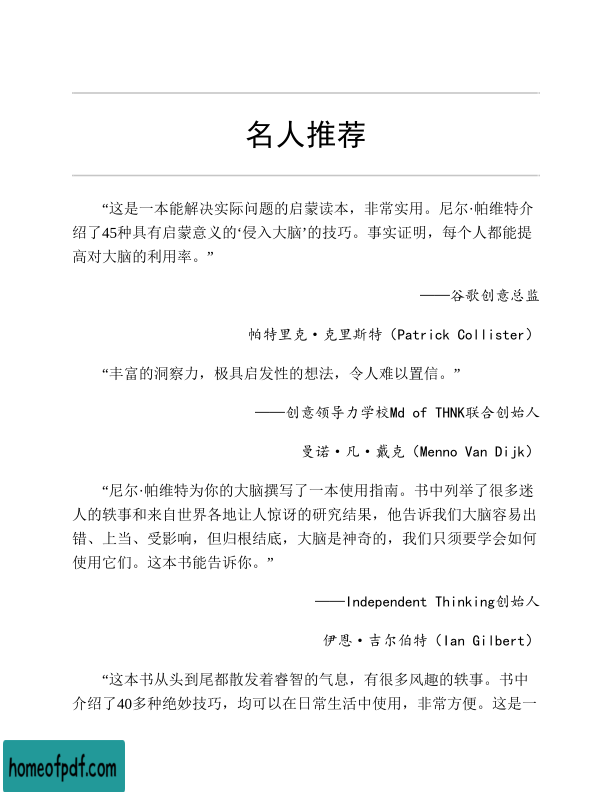 名人推荐
“这是一本能解决实际问题的启蒙读本，非常实用。尼尔·帕维特介
绍了45种具有启蒙意义的‘侵入大脑’的技巧。事实证明，每个人都能提
高对大脑的利用率。”
——谷歌创意总监
帕特里克·克里斯特（Patrick Collister）
“丰富的洞察力，极具启发性的想法，令人难以置信。”
——创意领导力学校Md of THNK联合创始人
曼诺·凡·戴克（Menno Van Dijk）
“尼尔·帕维特为你的大脑撰写了一本使用指南。书中列举了很多迷
人的轶事和来自世界各地让人惊讶的研究结果，他告诉我们大脑容易出
错、上当、受影响，但归根结底，大脑是神奇的，我们只须要学会如何
使用它们。这本书能告诉你。”
——Independent Thinking创始人
伊恩·吉尔伯特（Ian Gilbert）
“这本书从头到尾都散发着睿智的气息，有很多风趣的轶事。书中
介绍了40多种绝妙技巧，均可以在日常生活中使用，非常方便。这是一
homeofpdf.com